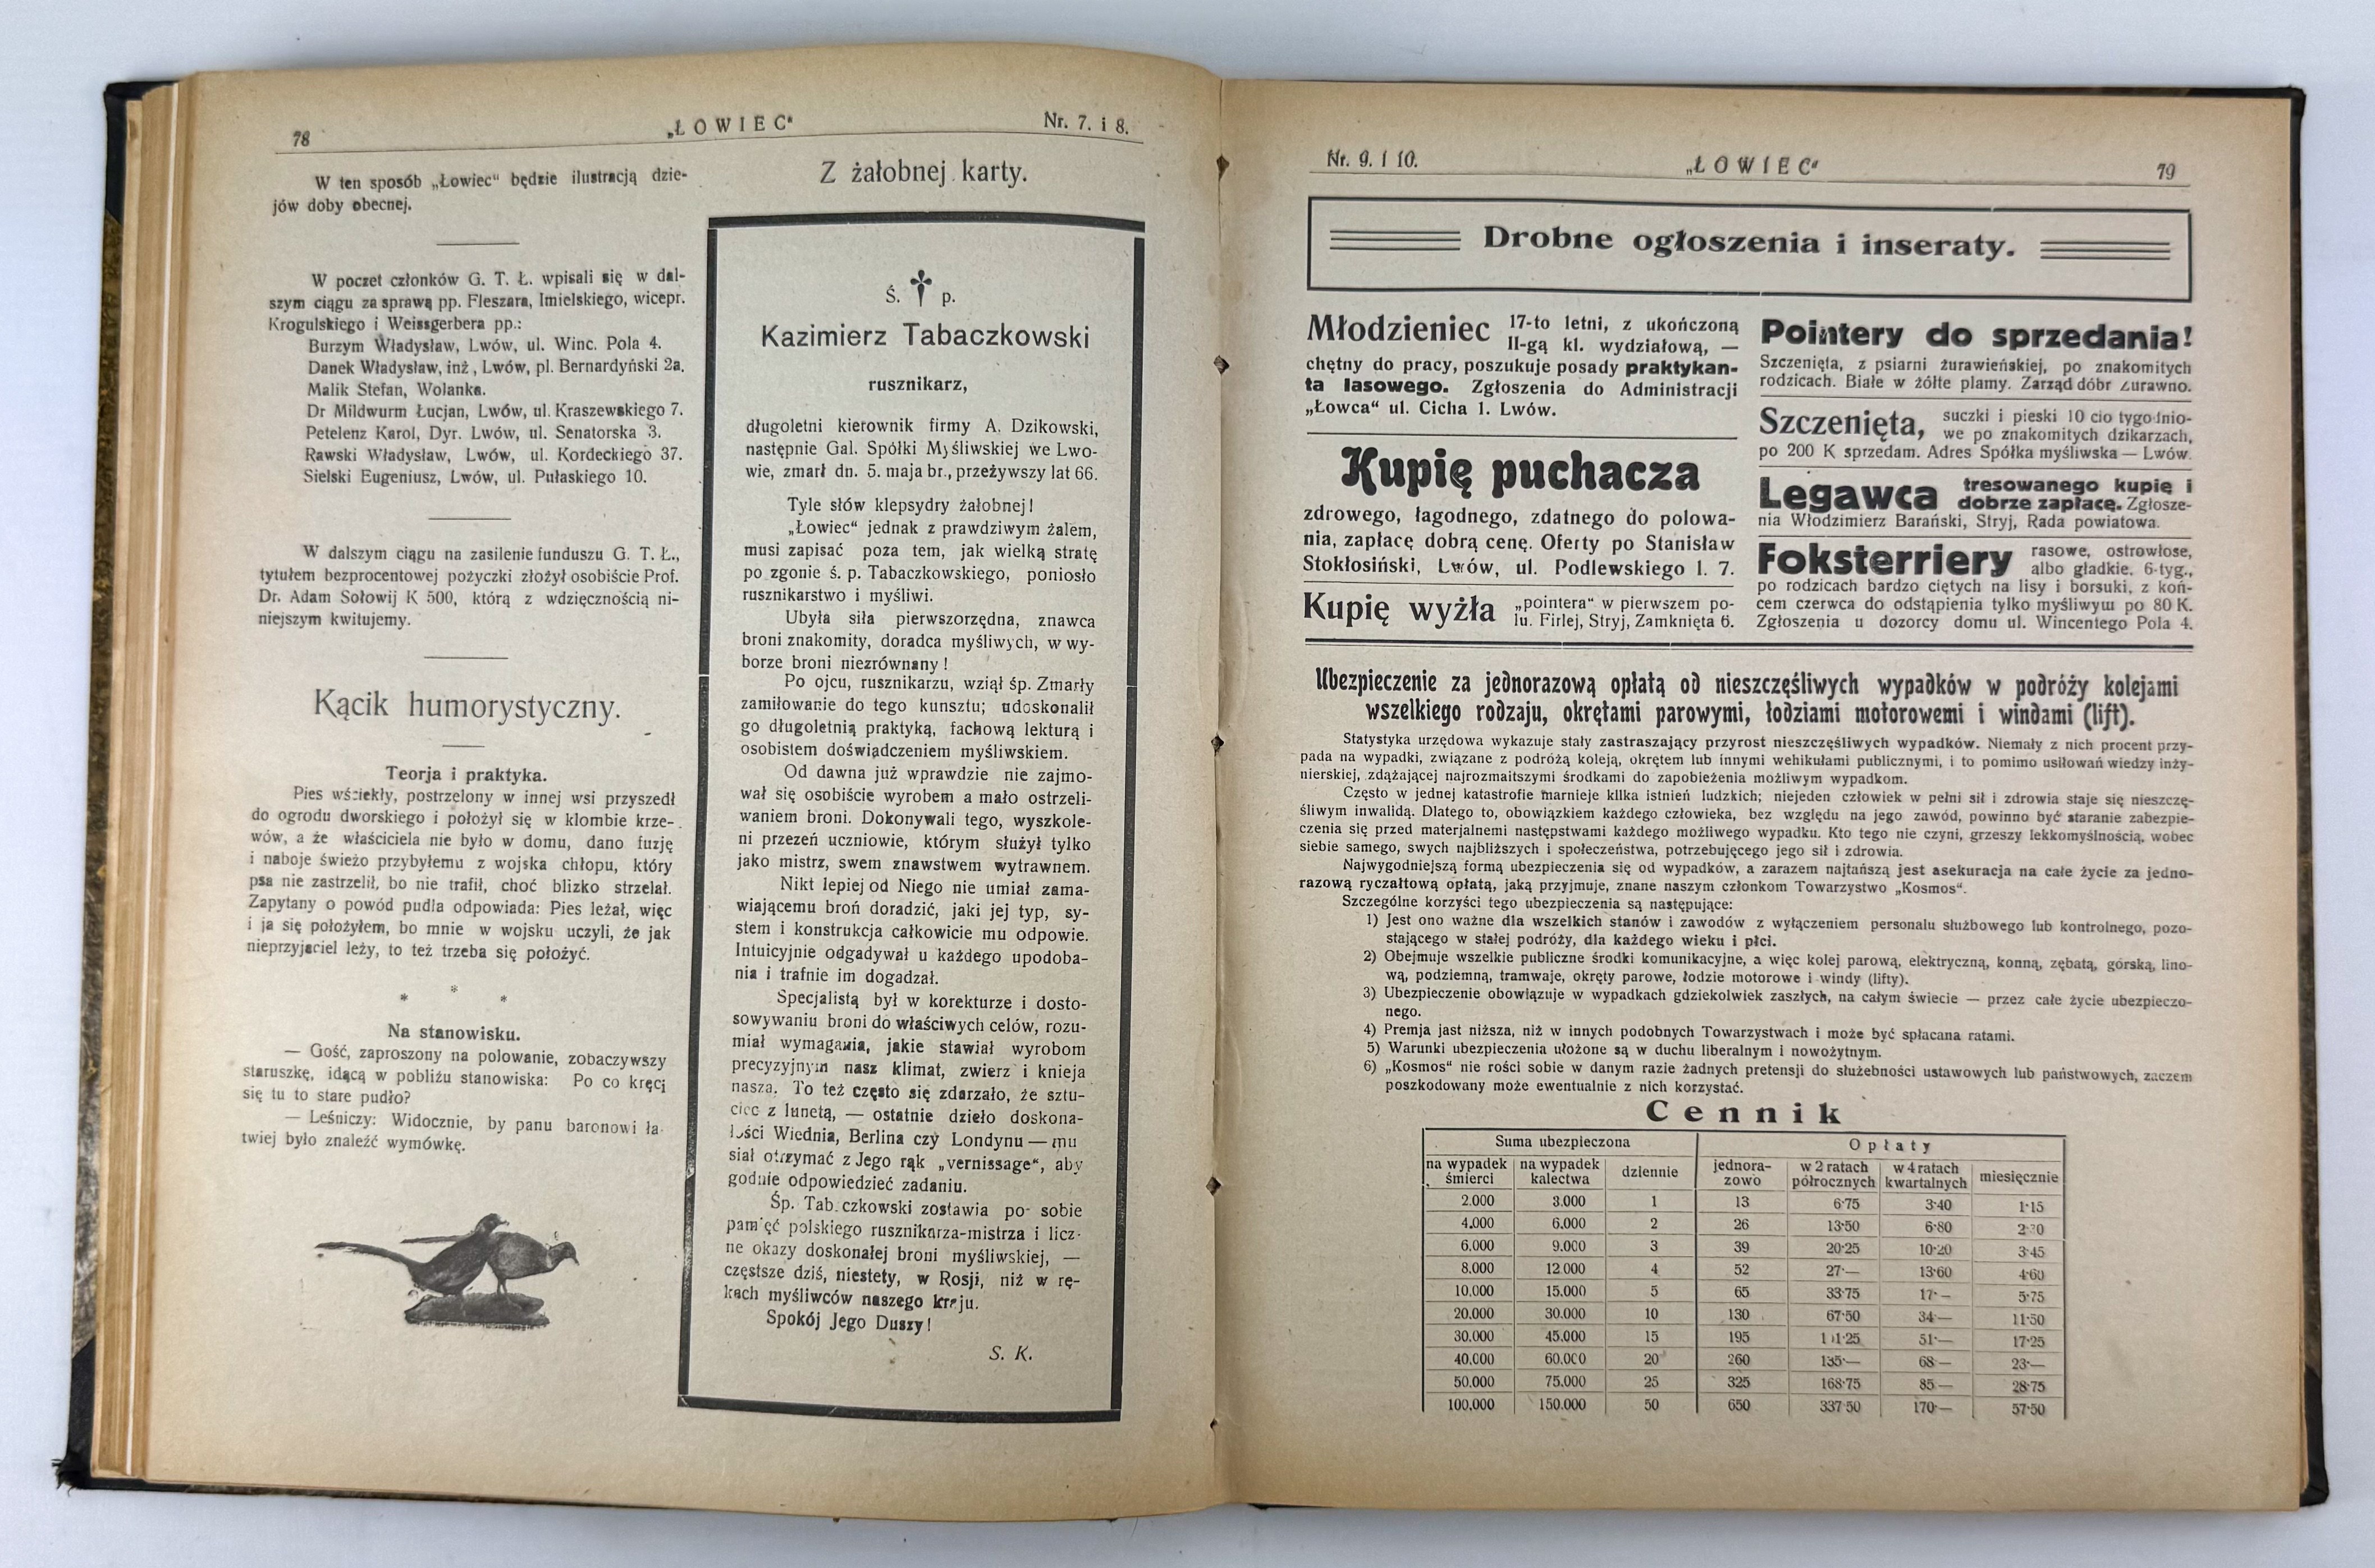 78
„ŁOWIEC“
Nr. 7. i 8.
W ten sposób „Łowiec“ będzie ilustracją dzie-
jów doby obecnej.
W poczet członków G. T. Ł. wpisali się w dal-
szym ciągu za sprawą pp. Fleszara, Imielskiego, wicepr.
Krogulskiego i Weissgerbera pp.:
Burzym Władysław, Lwów, ul. Winc. Pola 4.
Danek Władysław, inż, Lwów, pl. Bernardyński 2a.
Malik Stefan, Wolanka.
Dr Mildwurm Łucjan, Lwów, ul. Kraszewskiego 7.
Petelenz Karol, Dyr. Lwów, ul. Senatorska 3.
Rawski Władysław, Lwów, ul. Kordeckiego 37.
Sielski Eugeniusz, Lwów, ul. Pułaskiego 10.
W dalszym ciągu na zasilenie funduszu G. T. Ł.,
tytułem bezprocentowej pożyczki złożył osobiście Prof.
Dr. Adam Sołowij K 500, którą z wdzięcznością ni-
niejszym kwitujemy.
Kącik humorystyczny.
Teorja i praktyka.
Pies wściekły, postrzelony w innej wsi przyszedł
do ogrodu dworskiego i położył się w klombie krze-
wów, a że właściciela nie było w domu, dano fuzję
i naboje świeżo przybyłemu z wojska chłopu, który
psa nie zastrzelił, bo nie trafił, choć blizko strzelał.
Zapytany o powód pudła odpowiada: Pies leżał, więc
i ja się położyłem, bo mnie w wojsku uczyli, że jak
nieprzyjaciel leży, to też trzeba się położyć.
* * *
Na stanowisku.
— Gość, zaproszony na polowanie, zobaczywszy
staruszkę, idącą w pobliżu stanowiska: Po co kręci
się tu to stare pudło?
— Leśniczy: Widocznie, by panu baronowi ła-
twiej było znaleźć wymówkę.
Z żałobnej karty.
Ś. † p.
Kazimierz Tabaczkowski
rusznikarz,
długoletni kierownik firmy A. Dzikowski,
następnie Gal. Spółki Myśliwskiej we Lwo-
wie, zmarł dn. 5. maja br., przeżywszy lat 66.
Tyle słów klepsydry żałobnej!
„Łowiec“ jednak z prawdziwym żalem,
musi zapisać poza tem, jak wielką stratę
po zgonie ś. p. Tabaczkowskiego, poniosło
rusznikarstwo i myśliwi.
Ubyła siła pierwszorzędna, znawca
broni znakomity, doradca myśliwych, w wy-
borze broni niezrównany!
Po ojcu, rusznikarzu, wziął śp. Zmarły
zamiłowanie do tego kunsztu; udoskonalił
go długoletnią praktyką, fachową lekturą i
osobistem doświadczeniem myśliwskiem.
Od dawna już wprawdzie nie zajmo-
wał się osobiście wyrobem a mało ostrzeli-
waniem broni. Dokonywali tego, wyszkole-
ni przezeń uczniowie, którym służył tylko
jako mistrz, swem znawstwem wytrawnem.
Nikt lepiej od Niego nie umiał zama-
wiającemu broń doradzić, jaki jej typ, sy-
stem i konstrukcja całkowicie mu odpowie.
Intuicyjnie odgadywał u każdego upodoba-
nia i trafnie im dogadzał.
Specjalistą był w korekturze i dosto-
sowywaniu broni do właściwych celów, rozu-
miał wymagania, jakie stawiał wyrobom
precyzyjnym nasz klimat, zwierz i knieja
nasza. To też często się zdarzało, że sztu-
ciec z lunetą, — ostatnie dzieło doskona-
łości Wiednia, Berlina czy Londynu — mu
siał otrzymać z Jego rąk „vernissage“, aby
godnie odpowiedzieć zadaniu.
Śp. Tab czkowski zostawia po sobie
pamięć polskiego rusznikarza-mistrza i licz-
ne okazy doskonałej broni myśliwskiej, —
częstsze dziś, niestety, w Rosji, niż w rę-
kach myśliwców naszego kraju.
Spokój Jego Duszy!
S. K.
Nr. 9. i 10.
„ŁOWIEC“
79
Drobne ogłoszenia i inseraty.
Młodzieniec 17-to letni, z ukończoną
II-gą kl. wydziałową, —
chętny do pracy, poszukuje posady praktykan-
ta lasowego. Zgłoszenia do Administracji
„Łowca“ ul. Cicha 1. Lwów.
Kupię puchacza
zdrowego, łagodnego, zdatnego do polowa-
nia, zapłacę dobrą cenę. Oferty po Stanisław
Stokłosiński, Lwów, ul. Podlewskiego l. 7.
Kupię wyżła „pointera“ w pierwszem po-
lu. Firlej, Stryj, Zamknięta 6.
Pointery do sprzedania!
Szczenięta, z psiarni żurawieńskiej, po znakomitych
rodzicach. Białe w żółte plamy. Zarząd dóbr Żurawno.
Szczenięta, suczki i pieski 10 cio tygodnio-
we po znakomitych dzikarzach,
po 200 K sprzedam. Adres Spółka myśliwska — Lwów.
Legawca tresowanego kupię i
dobrze zapłacę. Zgłosze-
nia Włodzimierz Barański, Stryj, Rada powiatowa.
Foksterriery rasowe, ostrowłose,
albo gładkie, 6-tyg.,
po rodzicach bardzo ciętych na lisy i borsuki, z koń-
cem czerwca do odstąpienia tylko myśliwym po 80 K.
Zgłoszenia u dozorcy domu ul. Wincentego Pola 4.
Ubezpieczenie za jednorazową opłatą od nieszczęśliwych wypadków w podróży kolejami
wszelkiego rodzaju, okrętami parowymi, łodziami motorowemi i windami (lift).
Statystyka urzędowa wykazuje stały zastraszający przyrost nieszczęśliwych wypadków. Niemały z nich procent przy-
pada na wypadki, związane z podróżą koleją, okrętem lub innymi wehikułami publicznymi, i to pomimo usiłowań wiedzy inży-
nierskiej, zdążającej najrozmaitszymi środkami do zapobieżenia możliwym wypadkom.
Często w jednej katastrofie marnieje kilka istnień ludzkich; niejeden człowiek w pełni sił i zdrowia staje się nieszczę-
śliwym inwalidą. Dlatego to, obowiązkiem każdego człowieka, bez względu na jego zawód, powinno być staranie zabezpie-
czenia się przed materjalnemi następstwami każdego możliwego wypadku. Kto tego nie czyni, grzeszy lekkomyślnością, wobec
siebie samego, swych najbliższych i społeczeństwa, potrzebującego jego sił i zdrowia.
Najwygodniejszą formą ubezpieczenia się od wypadków, a zarazem najtańszą jest asekuracja na całe życie za jedno-
razową ryczałtową opłatą, jaką przyjmuje, znane naszym członkom Towarzystwo „Kosmos“.
Szczególne korzyści tego ubezpieczenia są następujące:
1) Jest ono ważne dla wszelkich stanów i zawodów z wyłączeniem personalu służbowego lub kontrolnego, pozo-
stającego w stałej podróży, dla każdego wieku i płci.
2) Obejmuje wszelkie publiczne środki komunikacyjne, a więc kolej parową, elektryczną, konną, zębatą, górską, lino-
wą, podziemną, tramwaje, okręty parowe, łodzie motorowe i windy (lifty).
3) Ubezpieczenie obowiązuje w wypadkach gdziekolwiek zaszłych, na całym świecie — przez całe życie ubezpieczo-
nego.
4) Premja jast niższa, niż w innych podobnych Towarzystwach i może być spłacana ratami.
5) Warunki ubezpieczenia ułożone są w duchu liberalnym i nowożytnym.
6) „Kosmos“ nie rości sobie w danym razie żadnych pretensji do służebności ustawowych lub państwowych, zaczem
poszkodowany może ewentualnie z nich korzystać.
Cennik
Suma ubezpieczona Opłaty
na wypadek śmierci na wypadek kalectwa dziennie jednora-zowo w 2 ratach półrocznych w 4 ratach kwartalnych miesięcznie
2.000 3.000 1 13 6·75 3·40 1·15
4.000 6.000 2 26 13·50 6·80 2·30
6.000 9.000 3 39 20·25 10·20 3·45
8.000 12 000 4 52 27·— 13·60 4·60
10.000 15.000 5 65 33·75 17·— 5·75
20.000 30.000 10 130 67·50 34·— 11·50
30.000 45.000 15 195 101·25 51·— 17·25
40.000 60.000 20 260 135·— 68— 23·—
50.000 75.000 25 325 168·75 85— 28·75
100.000 150.000 50 650 337 50 170·— 57·50